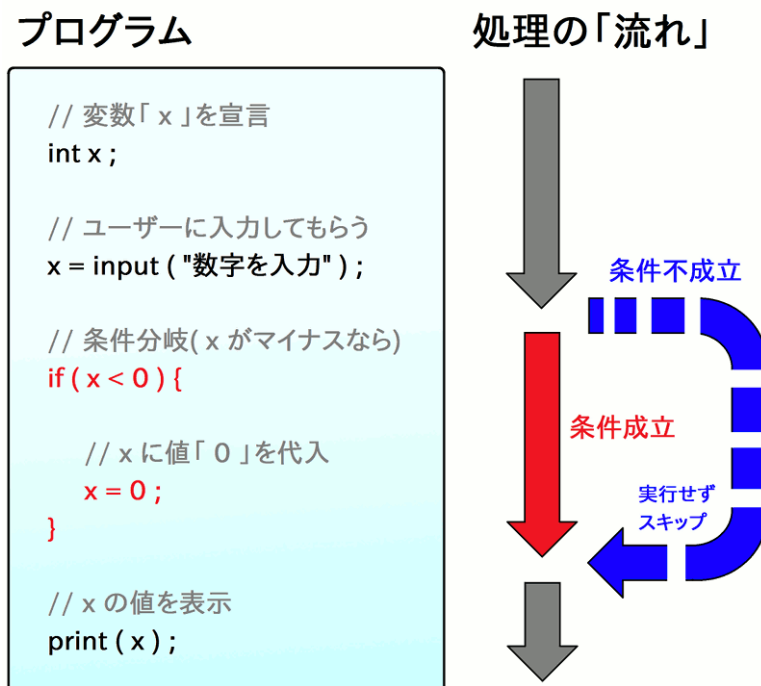 プログラム
処理の「流れ」
// 変数「 x 」を宣言
int x ;
// ユーザーに入力してもらう
x = input ( "数字を入力" ) ;
// 条件分岐( x がマイナスなら)
if ( x < 0 ) {
// x に値「 0 」を代入
x = 0 ;
}
// x の値を表示
print ( x ) ;
条件不成立
条件成立
実行せず
スキップ